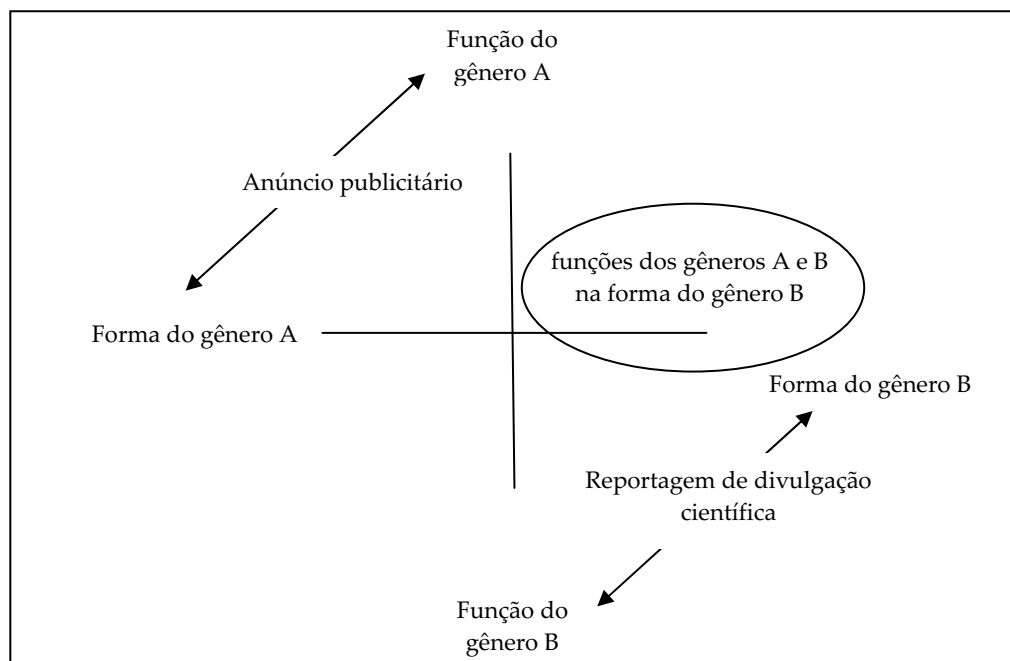 Função do
gênero A
Anúncio publicitário
funções dos gêneros A e B
na forma do gênero B
Forma do gênero A
Forma do gênero B
Reportagem de divulgação
científica
Função do
gênero B